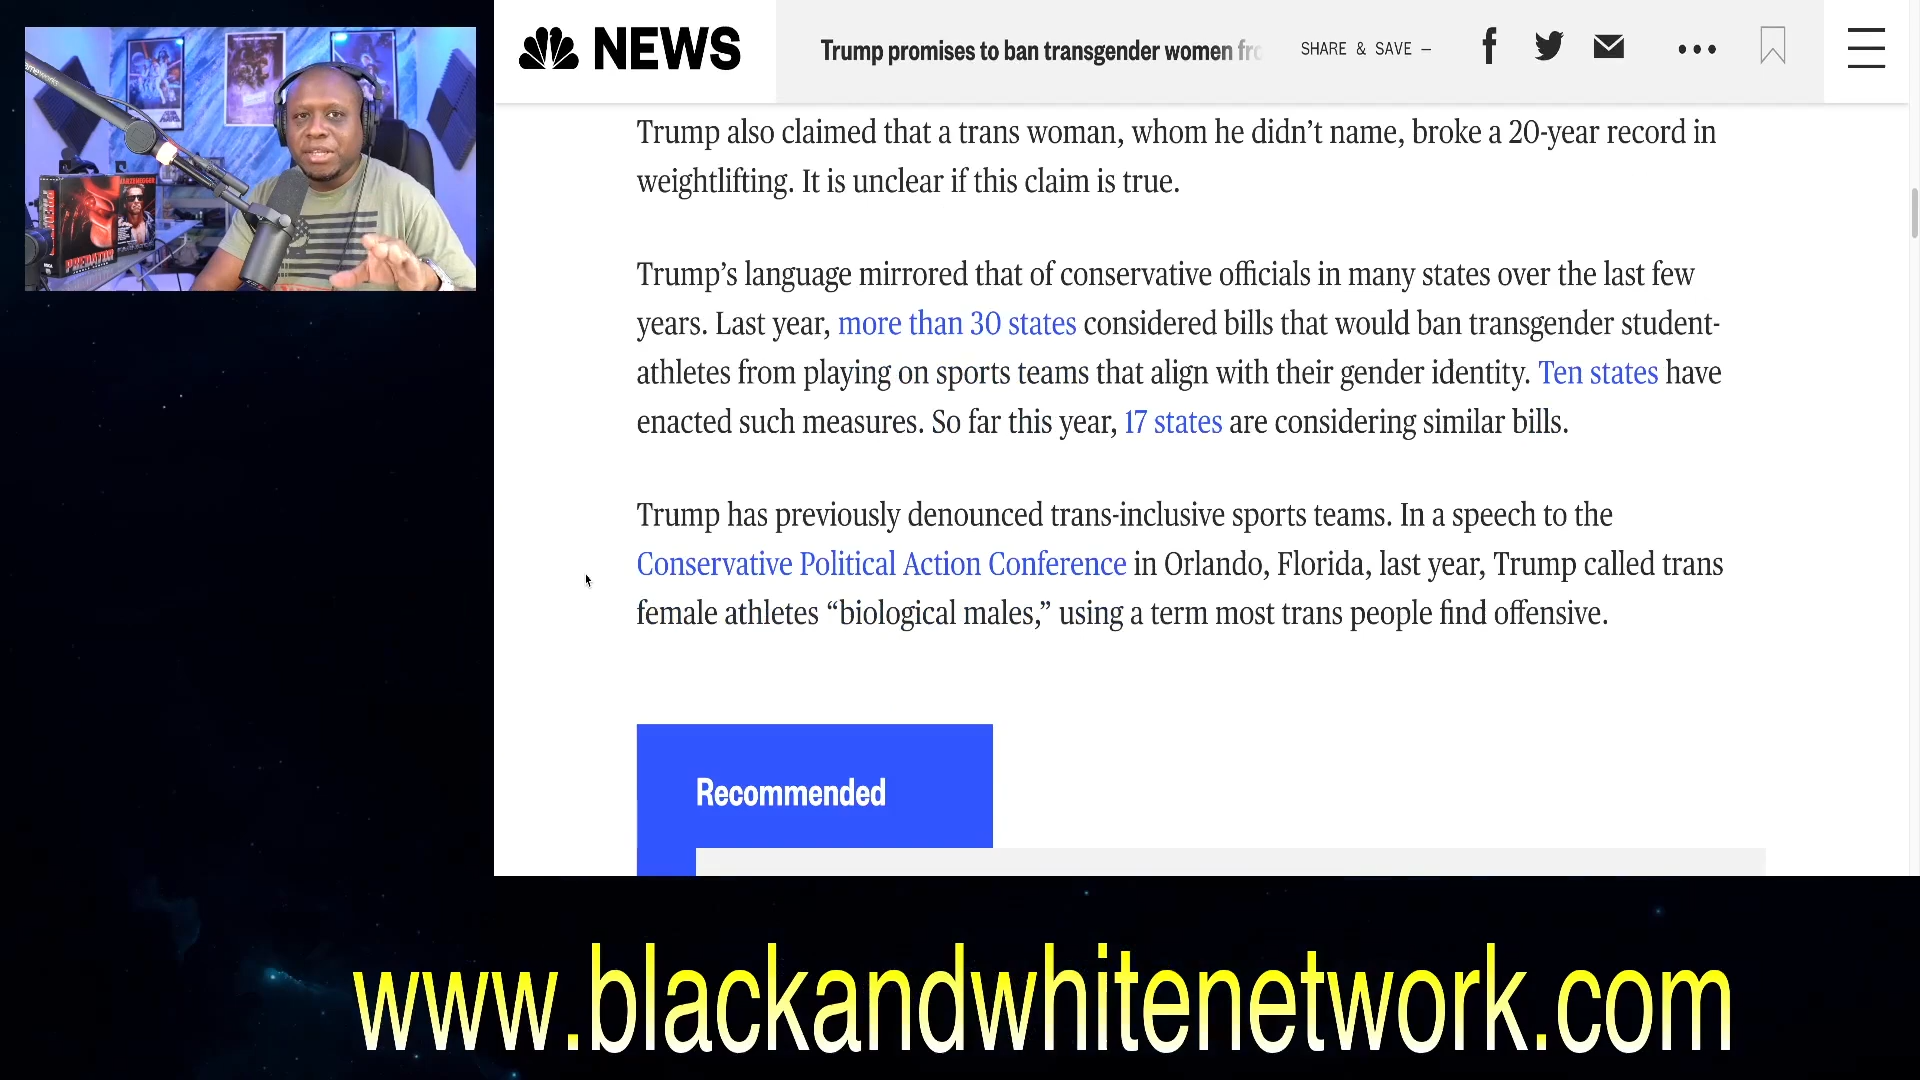 NEWS
Trump promises to ban transgender women fro
SHARE & SAVE —
Trump also claimed that a trans woman, whom he didn’t name, broke a 20-year record in
weightlifting. It is unclear if this claim is true.
Trump’s language mirrored that of conservative officials in many states over the last few
years. Last year, more than 30 states considered bills that would ban transgender student-
athletes from playing on sports teams that align with their gender identity. Ten states have
enacted such measures. So far this year, 17 states are considering similar bills.
Trump has previously denounced trans-inclusive sports teams. In a speech to the
Conservative Political Action Conference in Orlando, Florida, last year, Trump called trans
female athletes “biological males,” using a term most trans people find offensive.
Recommended
PREDATOR
www.blackandwhitenetwork.com